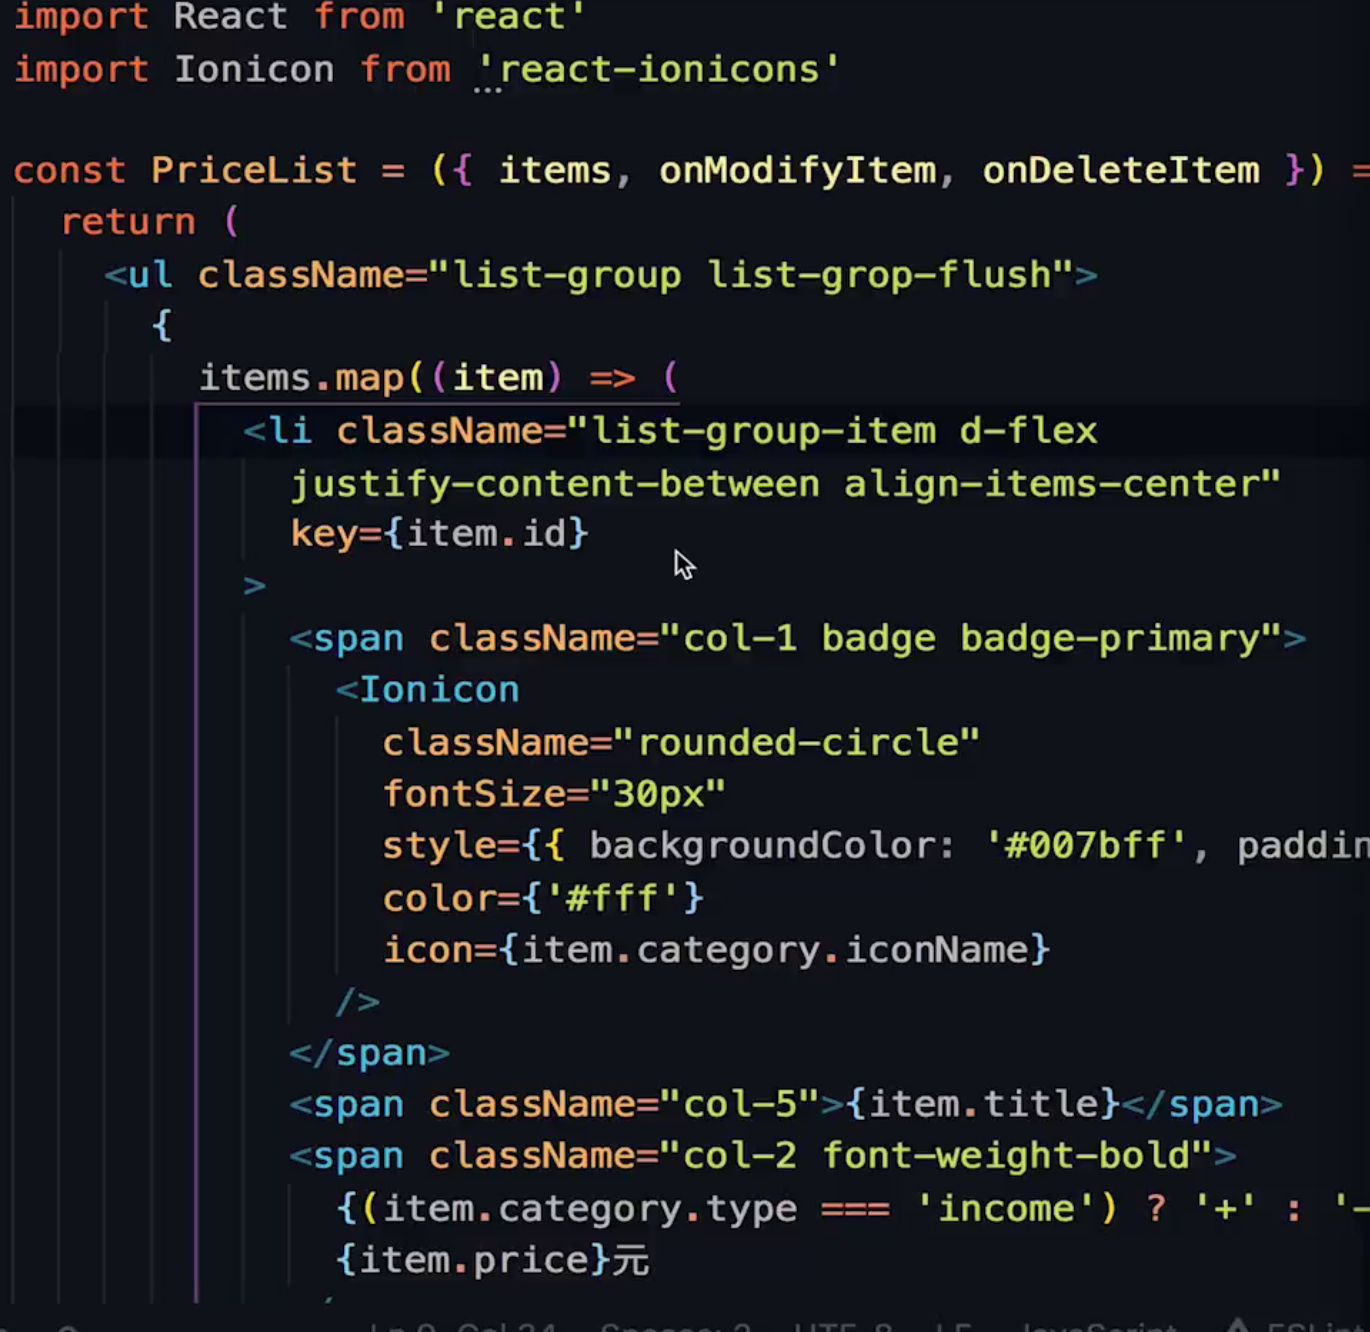 import React from 'react'
import Ionicon from 'react-ionicons'
const PriceList = ({ items, onModifyItem, onDeleteItem }) =
return (
<ul className="list-group list-grop-flush">
{
items.map((item) => (
<li className="list-group-item d-flex
justify-content-between align-items-center"
key={item.id}
>
<span className="col-1 badge badge-primary">
<Ionicon
className="rounded-circle"
fontSize="30px"
style={{ backgroundColor: '#007bff', paddin
color={'#fff'}
icon={item.category.iconName}
/>
</span>
<span className="col-5">{item.title}</span>
<span className="col-2 font-weight-bold">
{(item.category.type === 'income') ? '+' : '-
{item.price}元